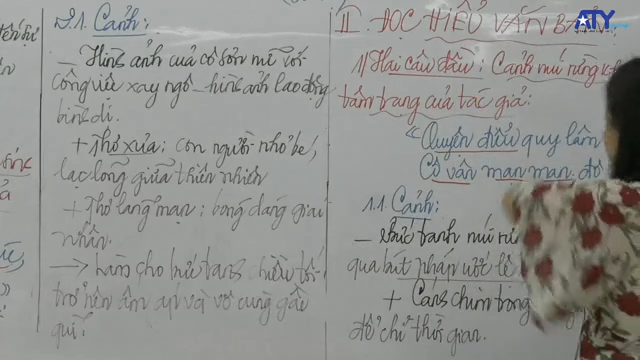 2.1. Cảnh:
_ Hình ảnh của cô sơn nữ với
công việc xay ngô _ hình ảnh lao động
bình dị.
+ Thơ xưa: con người nhỏ bé,
lạc lõng giữa thiên nhiên
+ Thơ lãng mạn: bóng dáng giai
nhân.
→ Làm cho bức tranh chiều tối
trở nên ấm áp và vô cùng gần
gũi.
II ĐỌC HIỂU VĂN BẢN
1) Hai câu đầu: Cảnh núi rừng
tâm trạng của tác giả:
"Quyện điểu quy lâm
Cô vân mạn mạn độ
1.1 Cảnh:
_ Bức tranh núi
qua bút pháp ước lệ
+ Cánh chim trong
để chỉ thời gian.
ATY